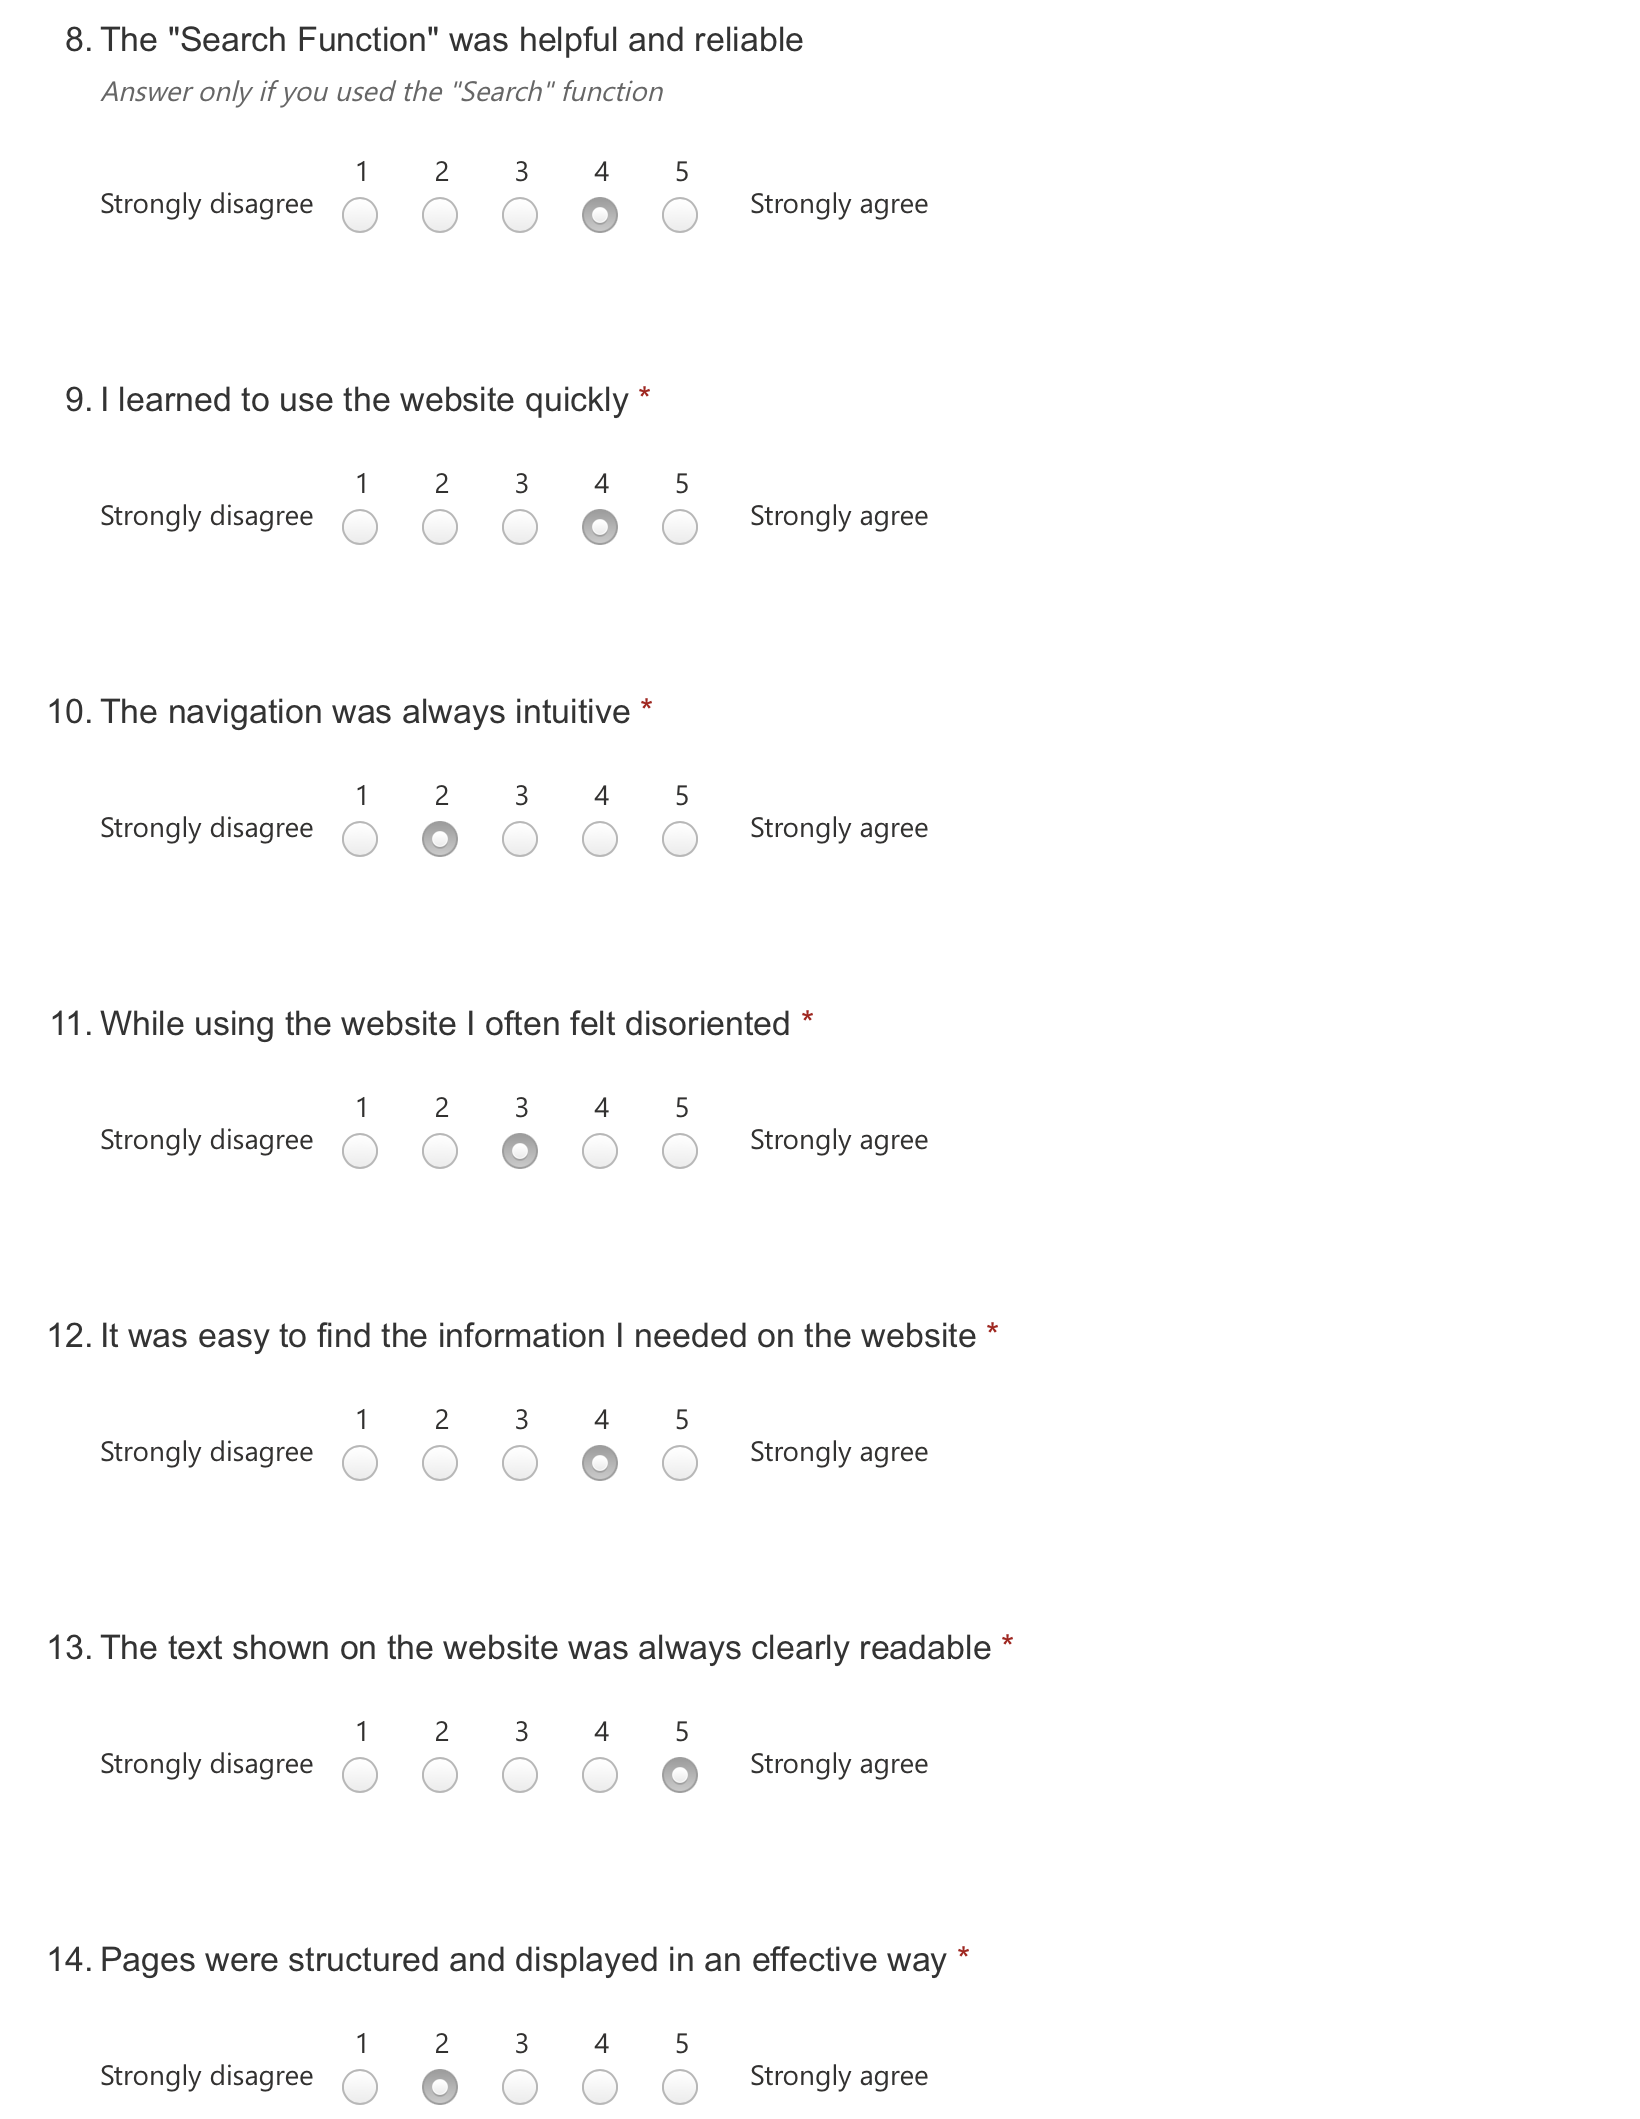 8. The "Search Function" was helpful and reliable
Answer only if you used the "Search" function
1 2 3 4 5
Strongly disagree Strongly agree
9. I learned to use the website quickly *
1 2 3 4 5
Strongly disagree Strongly agree
10. The navigation was always intuitive *
1 2 3 4 5
Strongly disagree Strongly agree
11. While using the website I often felt disoriented *
1 2 3 4 5
Strongly disagree Strongly agree
12. It was easy to find the information I needed on the website *
1 2 3 4 5
Strongly disagree Strongly agree
13. The text shown on the website was always clearly readable *
1 2 3 4 5
Strongly disagree Strongly agree
14. Pages were structured and displayed in an effective way *
1 2 3 4 5
Strongly disagree Strongly agree